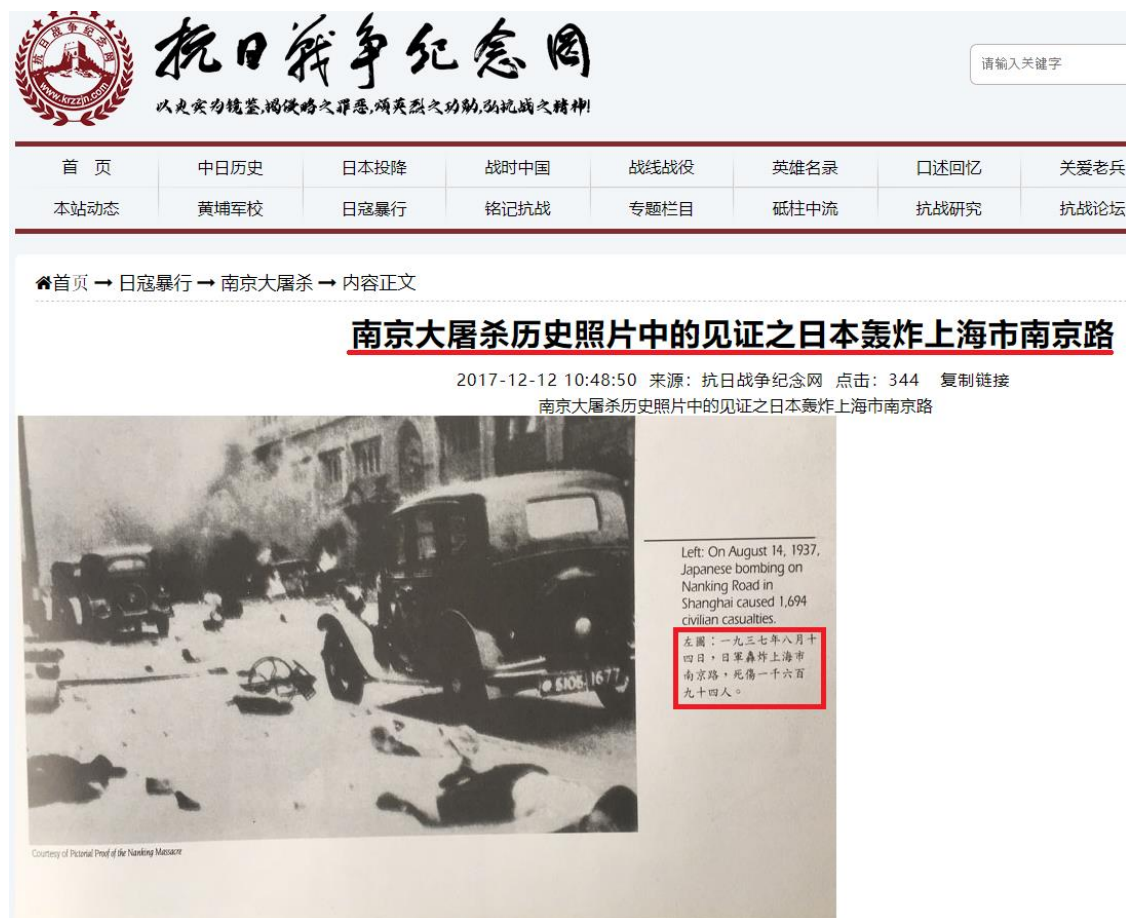 抗日战争纪念网
www.krzzjn.com
抗日战争纪念网
以史实为镜鉴,揭侵略之罪恶,颂英烈之功勋,弘抗战之精神!
请输入关键字
首 页 中日历史 日本投降 战时中国 战线战役 英雄名录 口述回忆 关爱老兵
本站动态 黄埔军校 日寇暴行 铭记抗战 专题栏目 砥柱中流 抗战研究 抗战论坛
首页 → 日寇暴行 → 南京大屠杀 → 内容正文
南京大屠杀历史照片中的见证之日本轰炸上海市南京路
2017-12-12 10:48:50 来源：抗日战争纪念网 点击：344 复制链接
南京大屠杀历史照片中的见证之日本轰炸上海市南京路
Left: On August 14, 1937,
Japanese bombing on
Nanking Road in
Shanghai caused 1,694
civilian casualties.
左圖：一九三七年八月十
四日，日軍轟炸上海市
南京路，死傷一千六百
九十四人。
6105 1677
Courtesy of Pictorial Proof of the Nanking Massacre